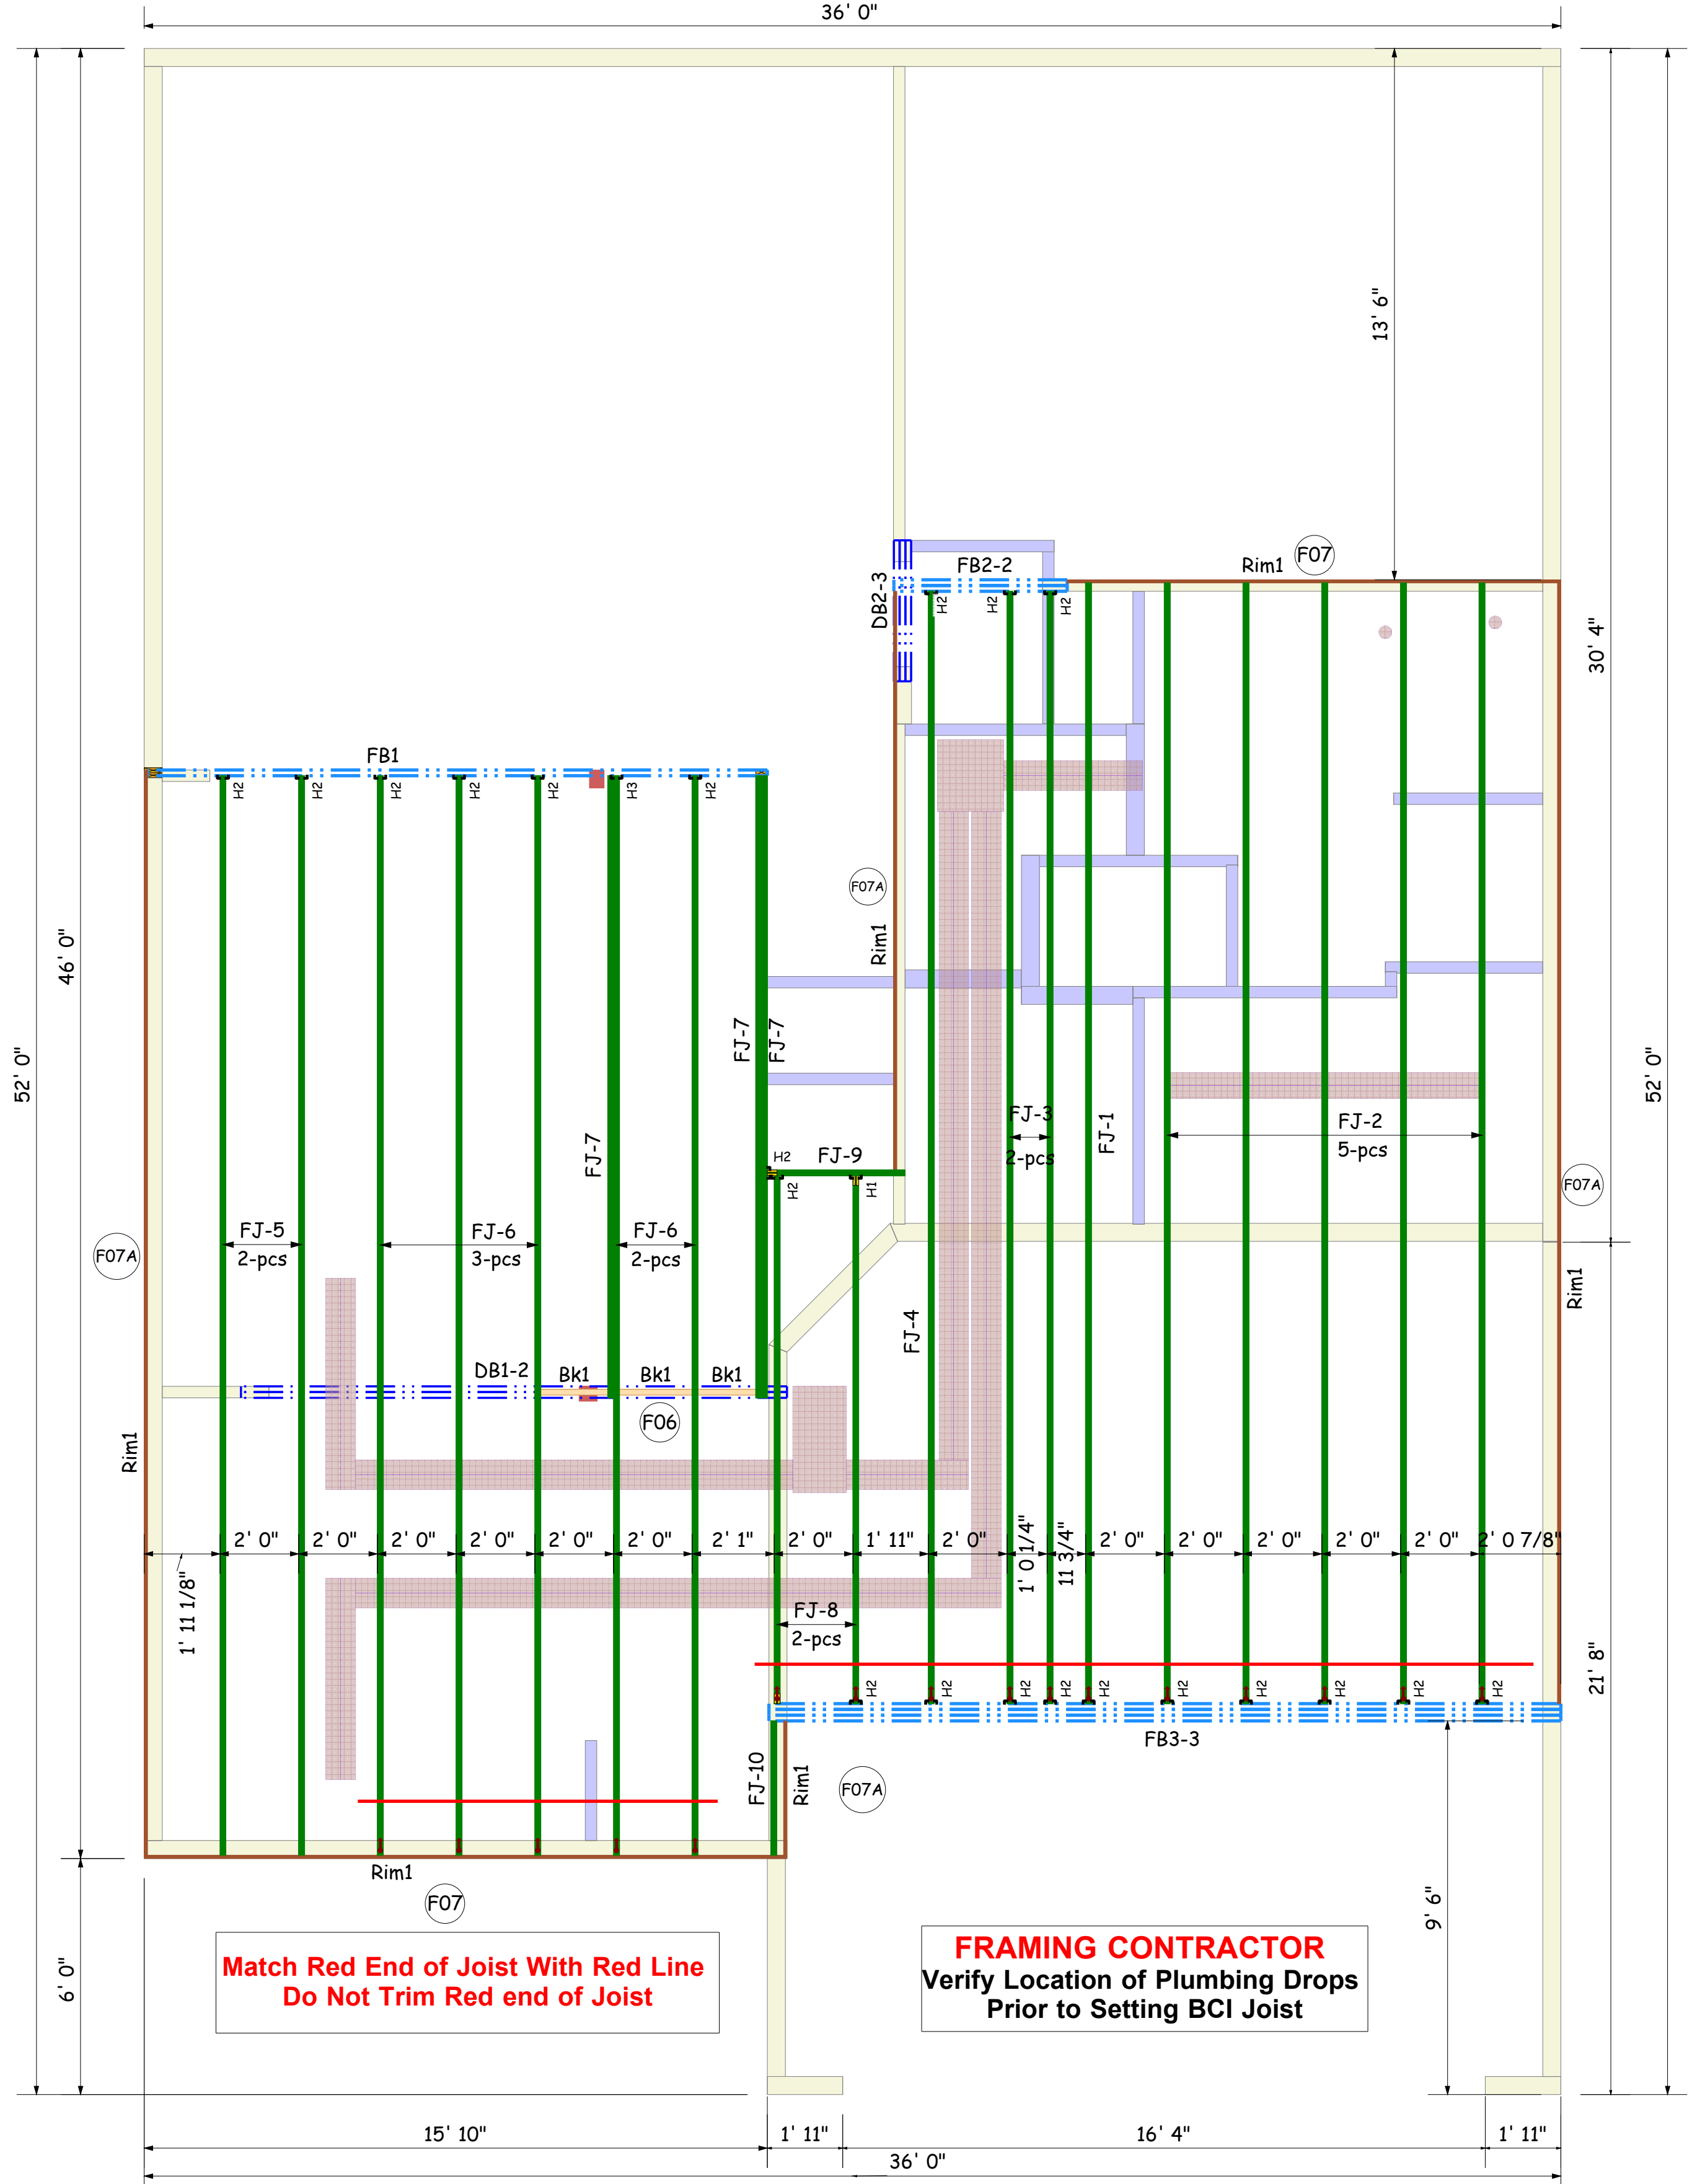 36' 0"
13' 6"
F07
Rim1
FB2-2
DB2-3
H2
H2
H2
30' 4"
FB1
H2
H2
H2
H2
H2
H3
H2
F07A
Rim1
46' 0"
52' 0"
52' 0"
FJ-7
FJ-7
FJ-7
FJ-3
2-pcs
FJ-1
FJ-2
5-pcs
H2
FJ-9
H2
H1
F07A
F07A
FJ-5
2-pcs
FJ-6
3-pcs
FJ-6
2-pcs
Rim1
FJ-4
DB1-2
Bk1
Bk1
Bk1
F06
Rim1
2' 0"
2' 0"
2' 0"
2' 0"
2' 0"
2' 0"
2' 1"
2' 0"
1' 11"
2' 0"
1' 0 1/4"
11 3/4"
2' 0"
2' 0"
2' 0"
2' 0"
2' 0"
2' 0 7/8"
1' 11 1/8"
FJ-8
2-pcs
21' 8"
H2
H2
H2
H2
H2
H2
H2
H2
H2
H2
FB3-3
FJ-10
Rim1
F07A
Rim1
F07
9' 6"
6' 0"
Match Red End of Joist With Red Line
Do Not Trim Red end of Joist
FRAMING CONTRACTOR
Verify Location of Plumbing Drops
Prior to Setting BCI Joist
15' 10"
1' 11"
16' 4"
1' 11"
36' 0"